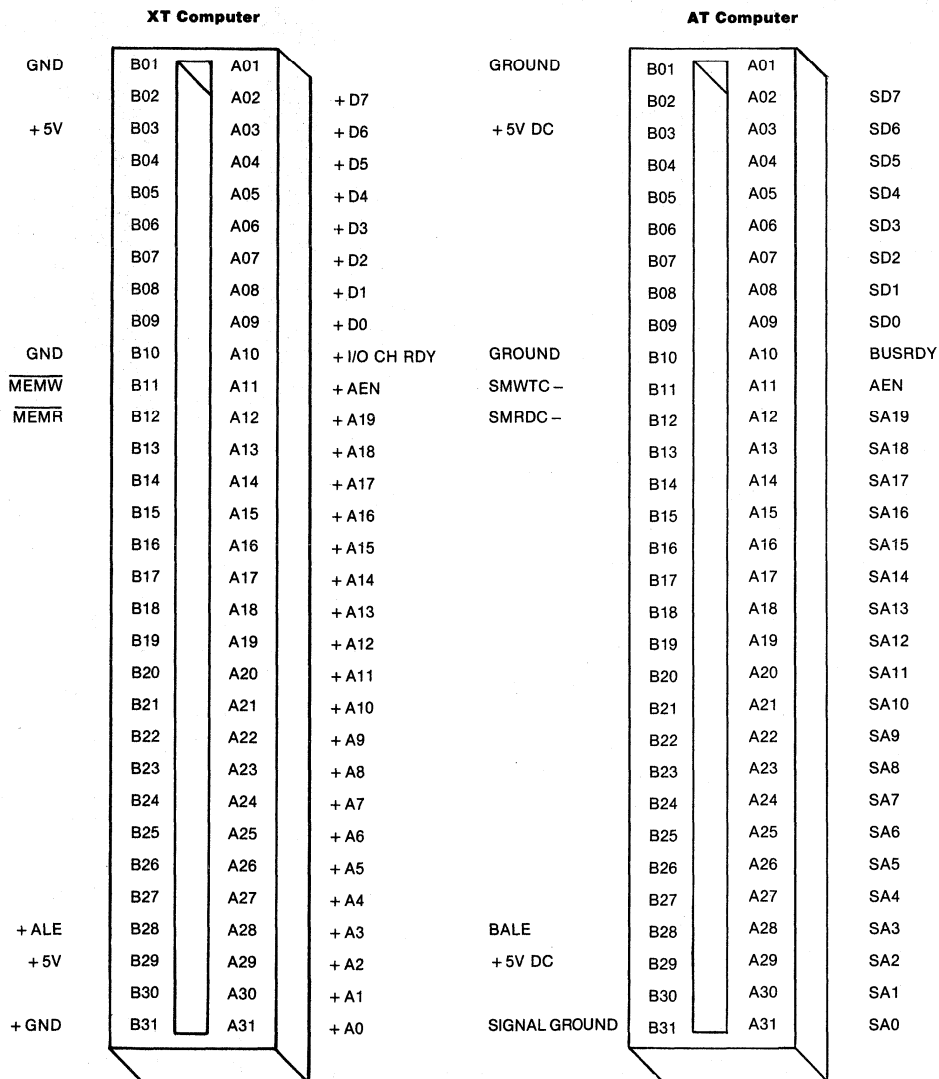 XT Computer AT Computer
GND B01 A01 GROUND B01 A01
B02 A02 + D7 B02 A02 SD7
+ 5V B03 A03 + D6 + 5V DC B03 A03 SD6
B04 A04 + D5 B04 A04 SD5
B05 A05 + D4 B05 A05 SD4
B06 A06 + D3 B06 A06 SD3
B07 A07 + D2 B07 A07 SD2
B08 A08 + D1 B08 A08 SD1
B09 A09 + D0 B09 A09 SD0
GND B10 A10 + I/O CH RDY GROUND B10 A10 BUSRDY
MEMW B11 A11 + AEN SMWTC – B11 A11 AEN
MEMR B12 A12 + A19 SMRDC – B12 A12 SA19
B13 A13 + A18 B13 A13 SA18
B14 A14 + A17 B14 A14 SA17
B15 A15 + A16 B15 A15 SA16
B16 A16 + A15 B16 A16 SA15
B17 A17 + A14 B17 A17 SA14
B18 A18 + A13 B18 A18 SA13
B19 A19 + A12 B19 A19 SA12
B20 A20 + A11 B20 A20 SA11
B21 A21 + A10 B21 A21 SA10
B22 A22 + A9 B22 A22 SA9
B23 A23 + A8 B23 A23 SA8
B24 A24 + A7 B24 A24 SA7
B25 A25 + A6 B25 A25 SA6
B26 A26 + A5 B26 A26 SA5
B27 A27 + A4 B27 A27 SA4
+ ALE B28 A28 + A3 BALE B28 A28 SA3
+ 5V B29 A29 + A2 + 5V DC B29 A29 SA2
B30 A30 + A1 B30 A30 SA1
+ GND B31 A31 + A0 SIGNAL GROUND B31 A31 SA0